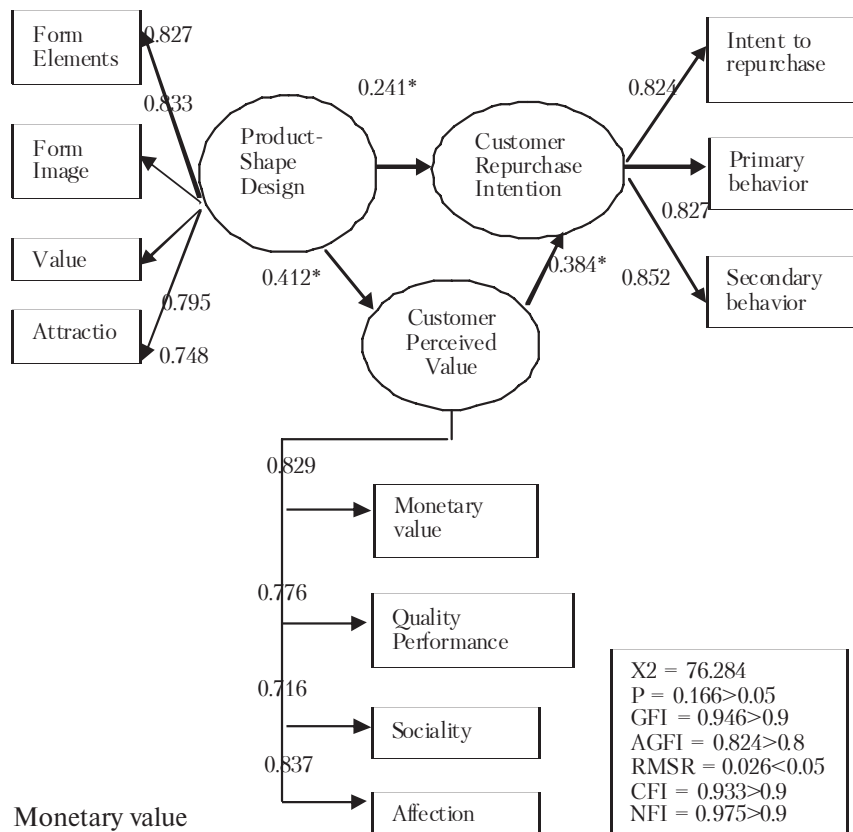 Form
Elements
0.827
0.833
Form
Image
Value
0.795
Attractio
0.748
Product-
Shape
Design
0.241*
0.412*
Customer
Repurchase
Intention
0.384*
Customer
Perceived
Value
0.824
Intent to
repurchase
Primary
behavior
0.827
0.852
Secondary
behavior
0.829
Monetary
value
0.776
Quality
Performance
0.716
Sociality
0.837
Affection
X2 = 76.284
P = 0.166>0.05
GFI = 0.946>0.9
AGFI = 0.824>0.8
RMSR = 0.026<0.05
CFI = 0.933>0.9
NFI = 0.975>0.9
Monetary value